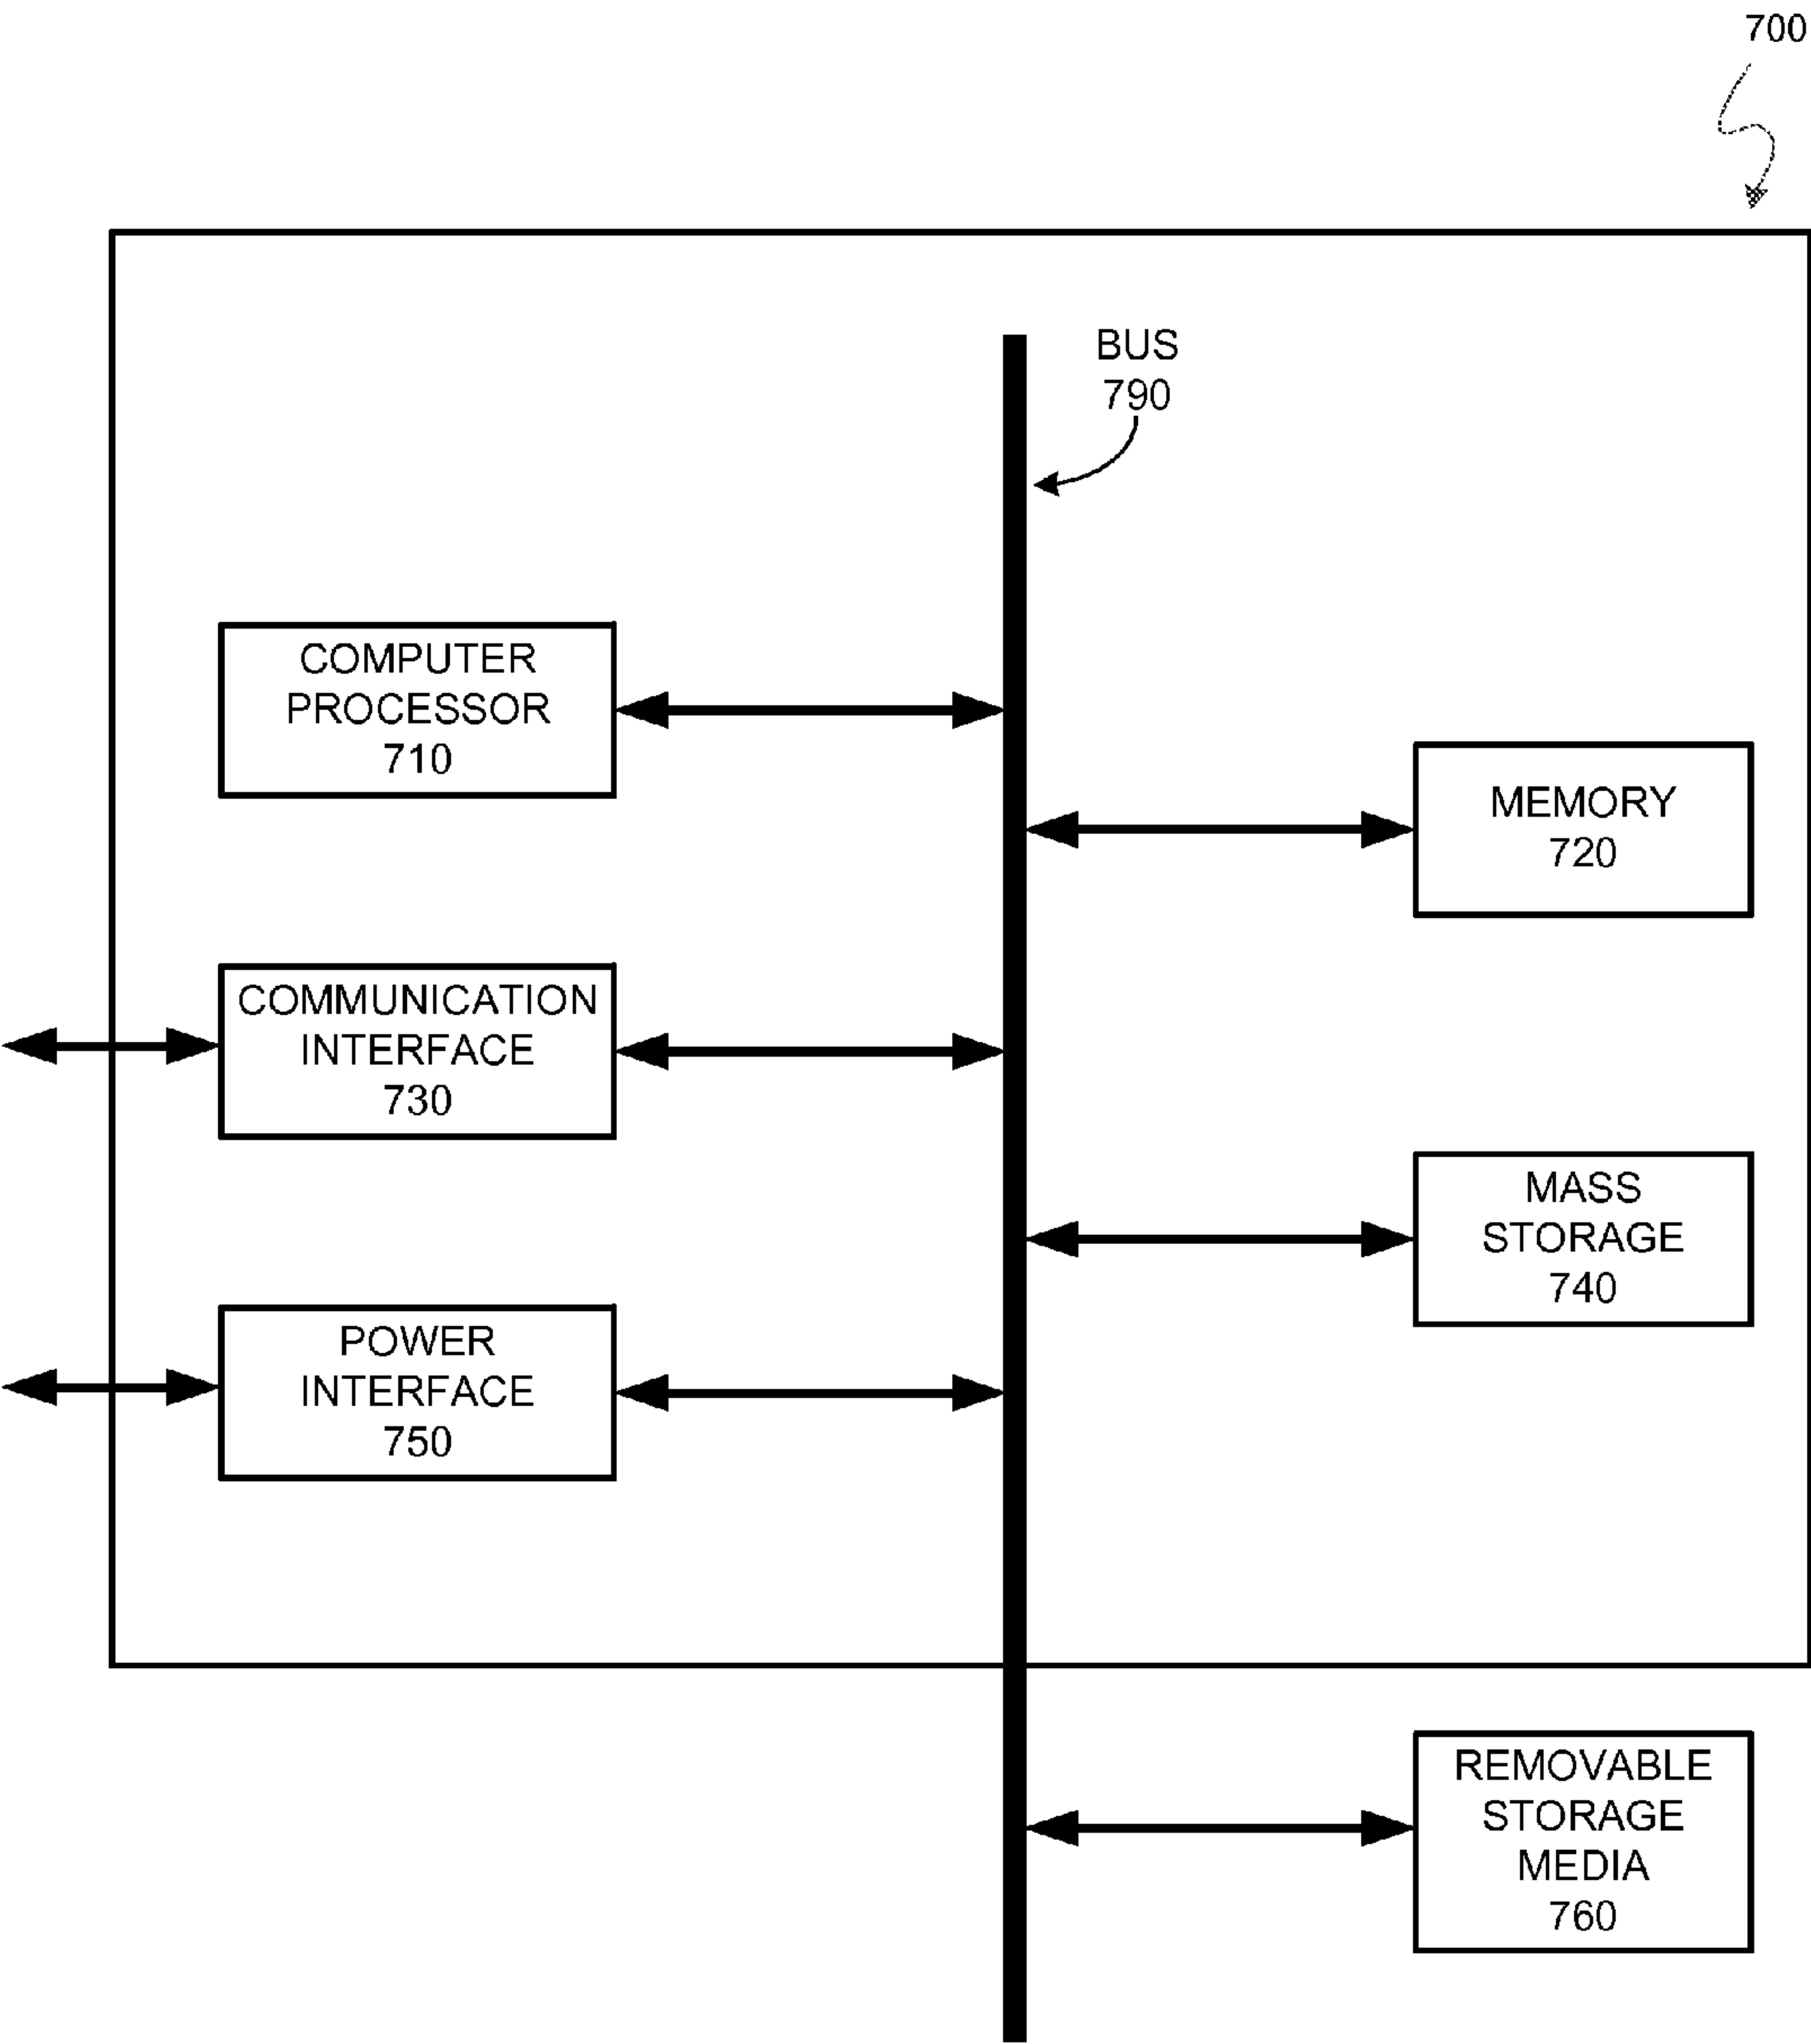 700
BUS
790
COMPUTER
PROCESSOR
710
MEMORY
720
COMMUNICATION
INTERFACE
730
MASS
STORAGE
740
POWER
INTERFACE
750
REMOVABLE
STORAGE
MEDIA
760